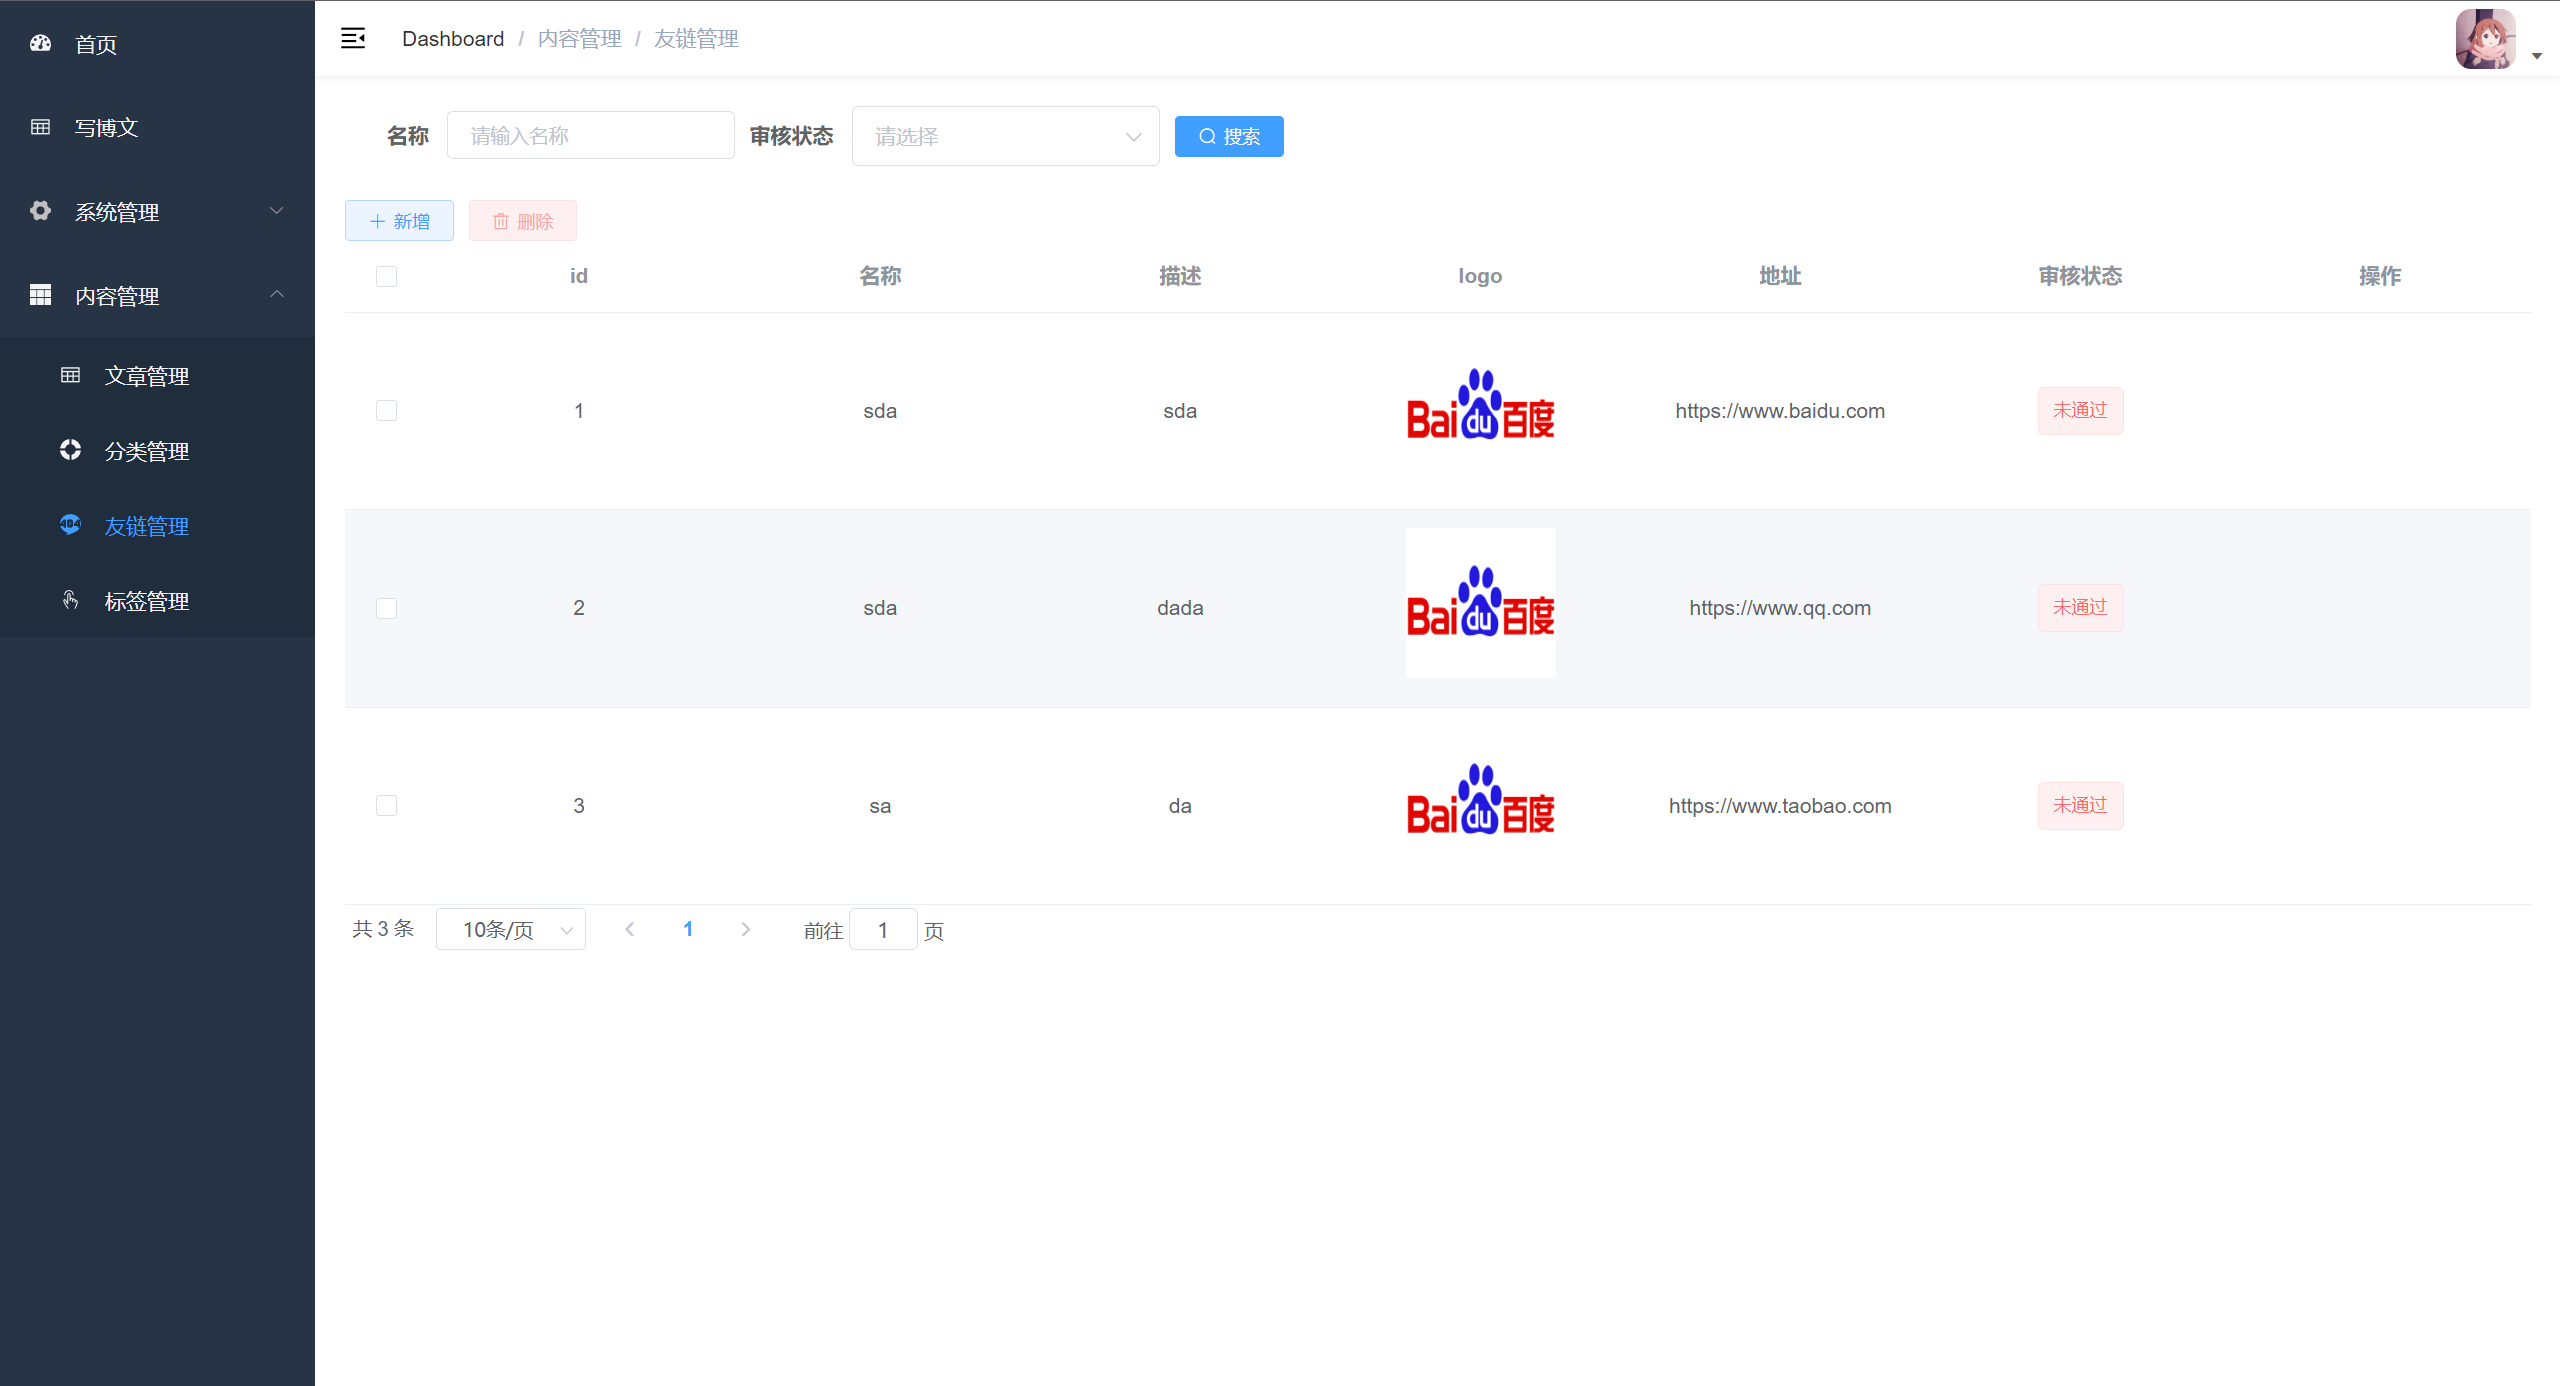 首页
写博文
系统管理
内容管理
文章管理
分类管理
友链管理
标签管理
Dashboard / 内容管理 / 友链管理
名称 请输入名称 审核状态 请选择 搜索
新增 删除
id 名称 描述 logo 地址 审核状态 操作
1 sda sda Bai du 百度 https://www.baidu.com 未通过
2 sda dada Bai du 百度 https://www.qq.com 未通过
3 sa da Bai du 百度 https://www.taobao.com 未通过
共 3 条 10条/页 1 前往 1 页